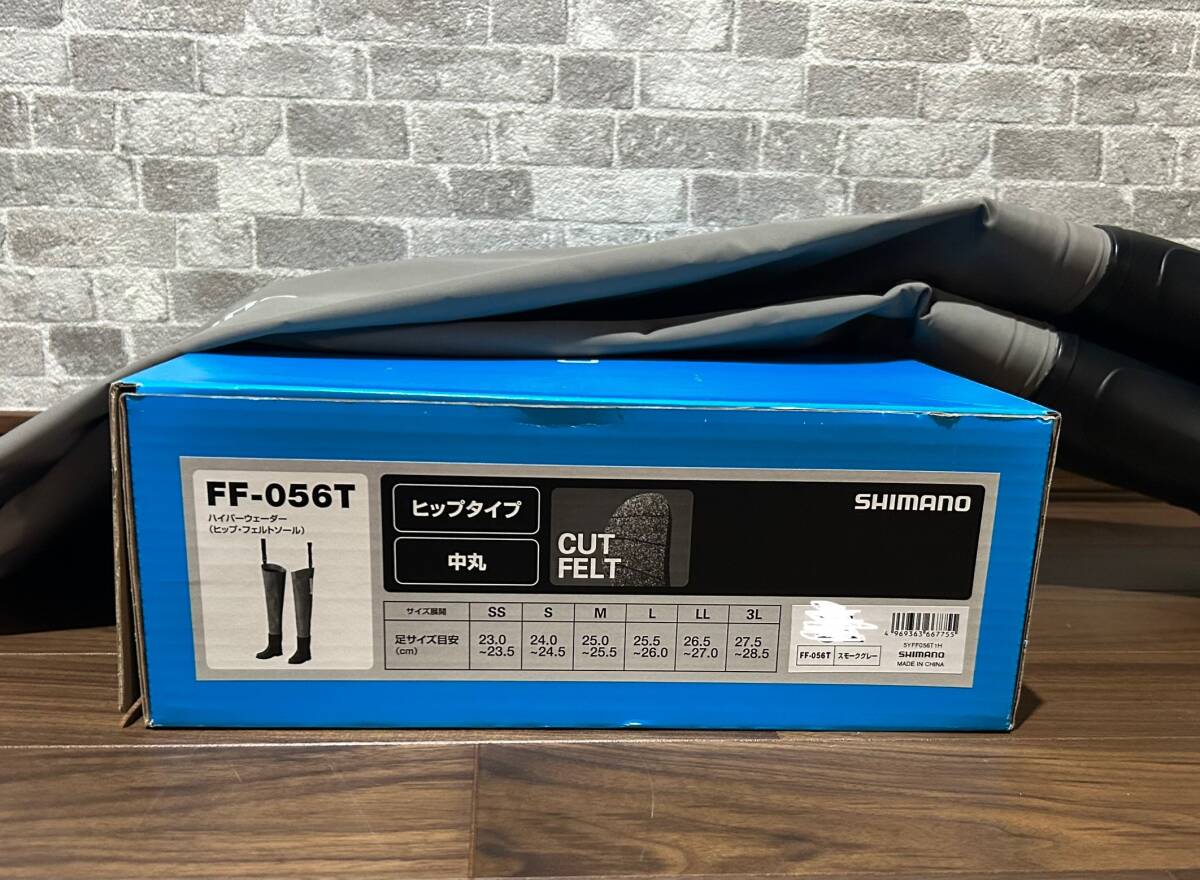 FF-056T
ハイパーウェーダー
(ヒップ・フェルトソール)
ヒップタイプ
中丸
CUT
FELT
SHIMANO
サイズ展開 SS S M L LL 3L
足サイズ目安 (cm) 23.0 ~23.5 24.0 ~24.5 25.0 ~25.5 25.5 ~26.0 26.5 ~27.0 27.5 ~28.5
4 969363 667755
5YFF056T1H
FF-056T スモークグレー
SHIMANO
MADE IN CHINA